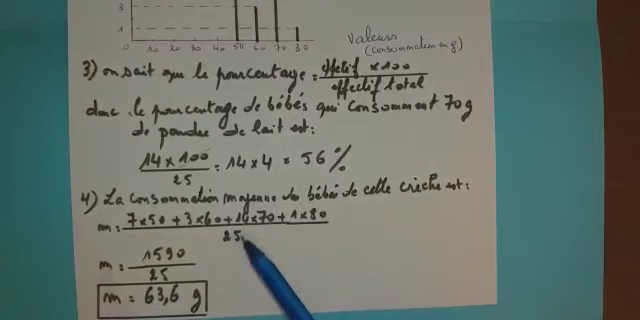 3
1
0 10 20 30 40 50 60 70 80
Valeurs
(consommation en g)
3) on sait que le pourcentage = effectif × 100 / effectif total
donc le pourcentage de bébés qui consomment 70g
de poudre de lait est:
14 × 100 / 25 = 14 × 4 = 56 %
4) La consommation moyenne des bébés de cette crèche est:
m = 7×50 + 3×60 + 14×70 + 1×80 / 25
m = 1590 / 25
m = 63,6 g